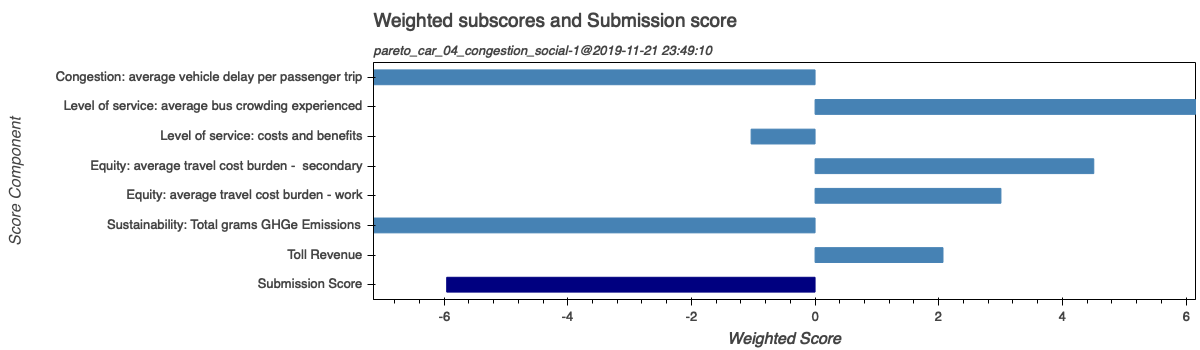 Weighted subscores and Submission score
pareto_car_04_congestion_social-1@2019-11-21 23:49:10
Score Component
Congestion: average vehicle delay per passenger trip
Level of service: average bus crowding experienced
Level of service: costs and benefits
Equity: average travel cost burden -  secondary
Equity: average travel cost burden - work
Sustainability: Total grams GHGe Emissions
Toll Revenue
Submission Score
-6 -4 -2 0 2 4 6
Weighted Score